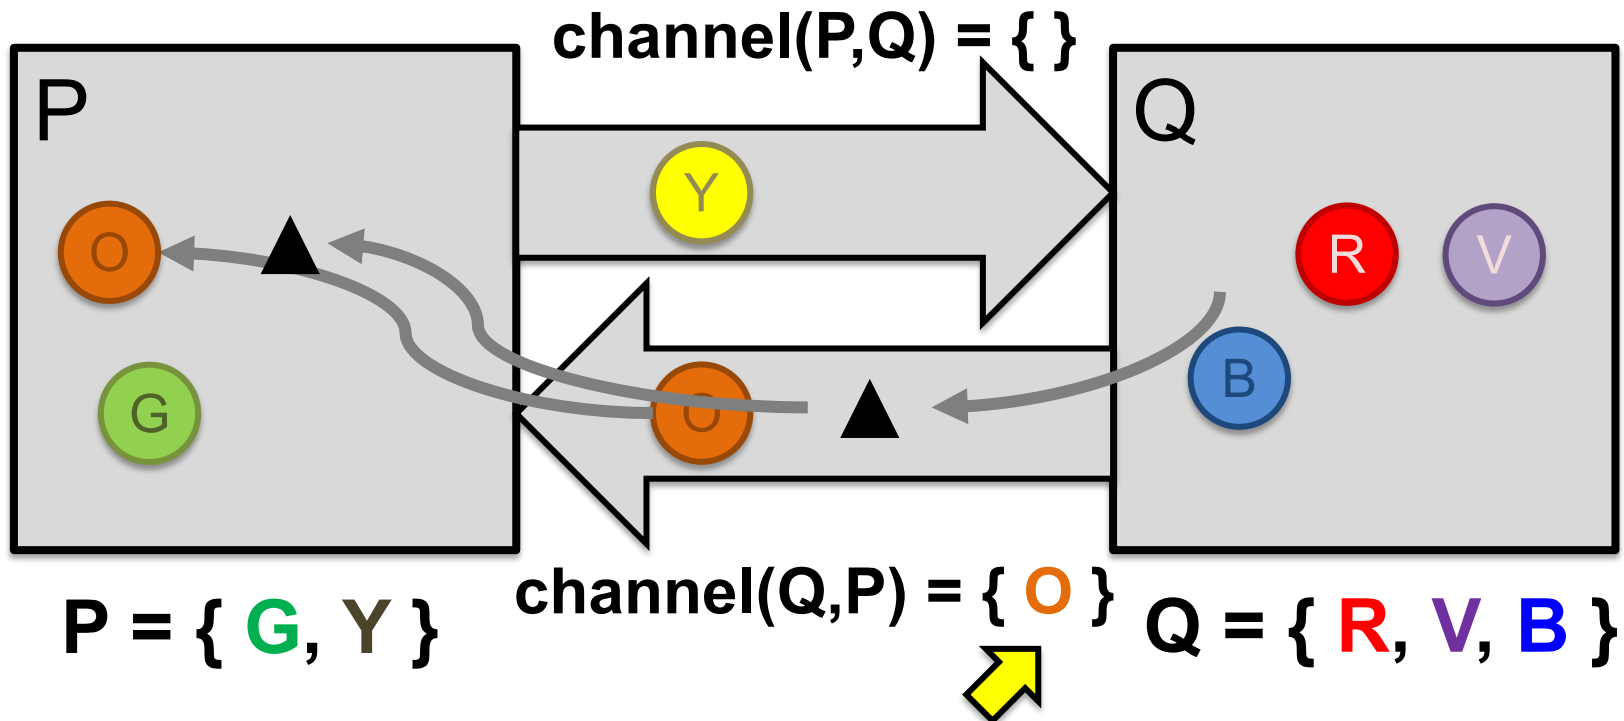 channel(P,Q) = { }
P
Q
Y
O
R
V
G
O
B
channel(Q,P) = { O }
P = { G, Y }
Q = { R, V, B }